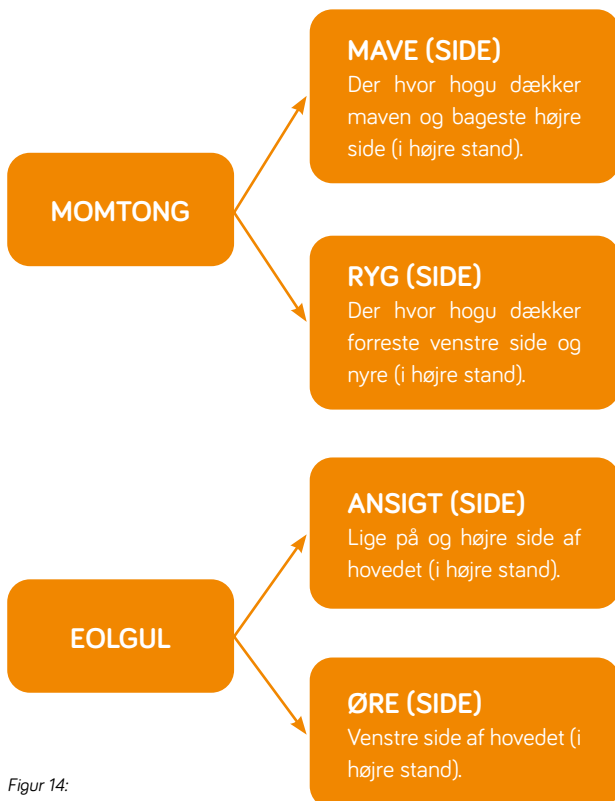 MAVE (SIDE)
Der hvor hogu dækker
maven og bageste højre
side (i højre stand).
MOMTONG
RYG (SIDE)
Der hvor hogu dækker
forreste venstre side og
nyre (i højre stand).
ANSIGT (SIDE)
Lige på og højre side af
hovedet (i højre stand).
EOLGUL
ØRE (SIDE)
Venstre side af hovedet (i
højre stand).
Figur 14: